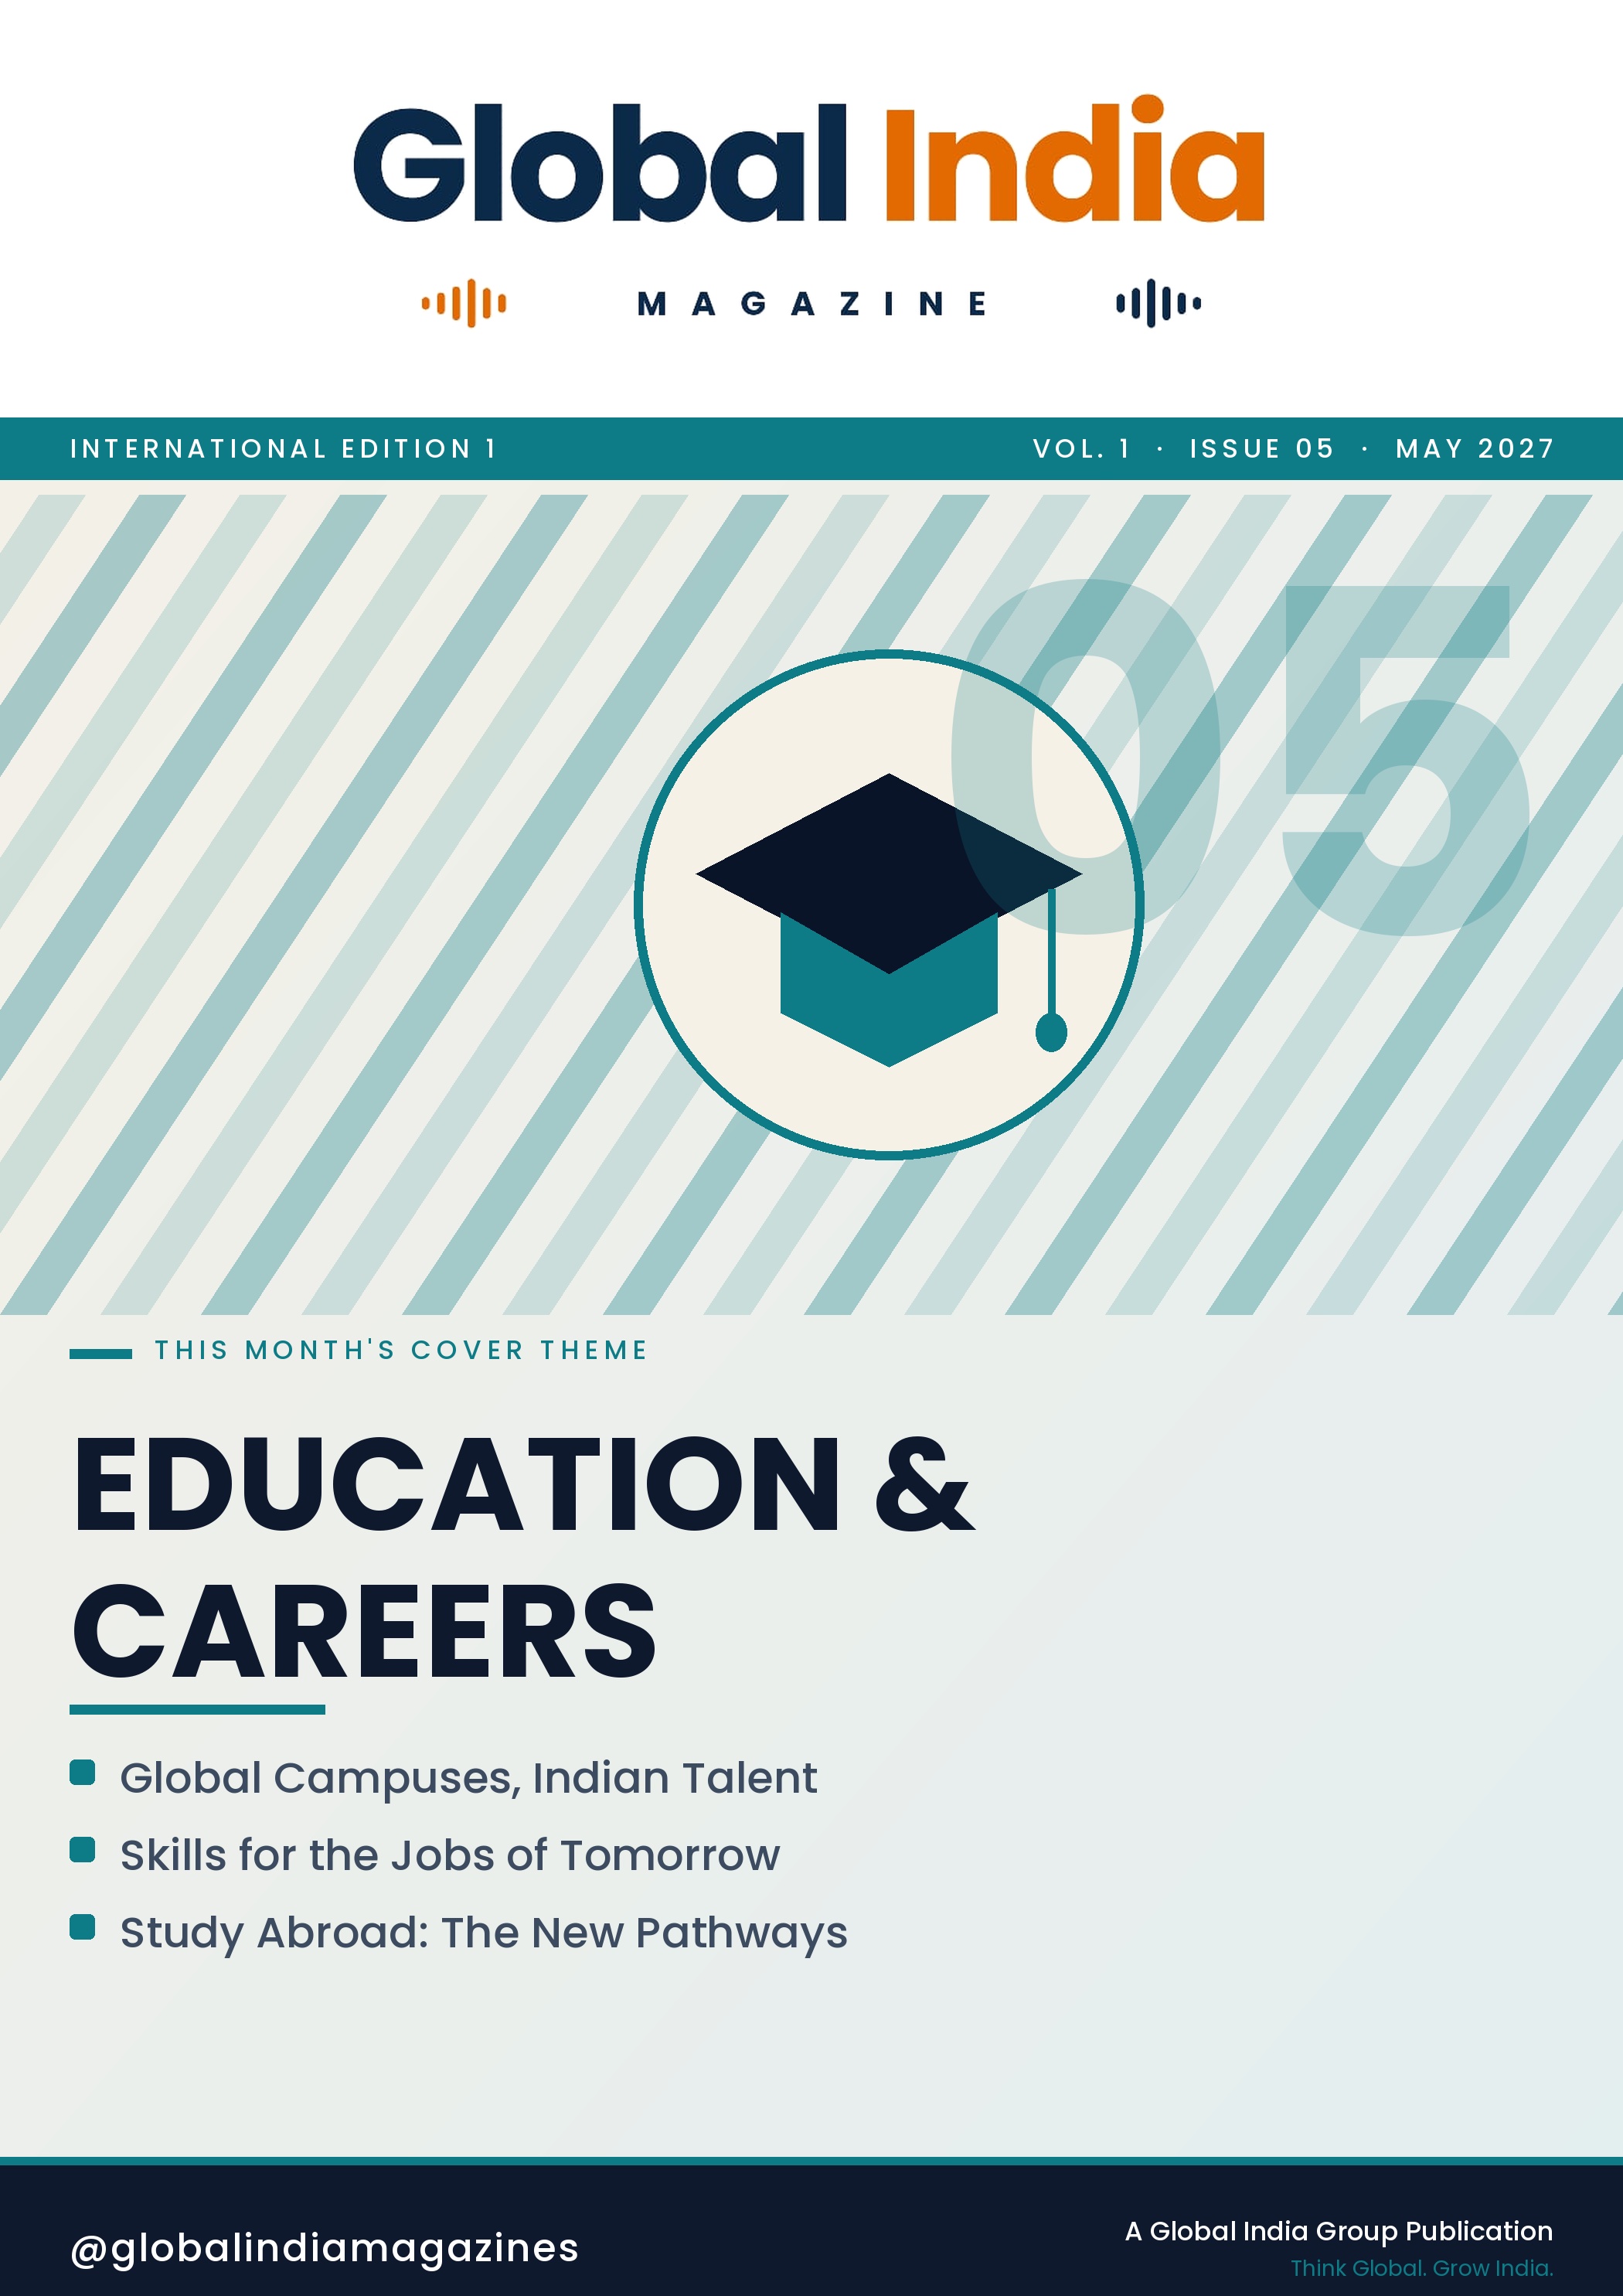 Global India
MAGAZINE
INTERNATIONAL EDITION 1
VOL. 1 · ISSUE 05 · MAY 2027
05
THIS MONTH'S COVER THEME
EDUCATION &
CAREERS
Global Campuses, Indian Talent
Skills for the Jobs of Tomorrow
Study Abroad: The New Pathways
@globalindiamagazines
A Global India Group Publication
Think Global. Grow India.